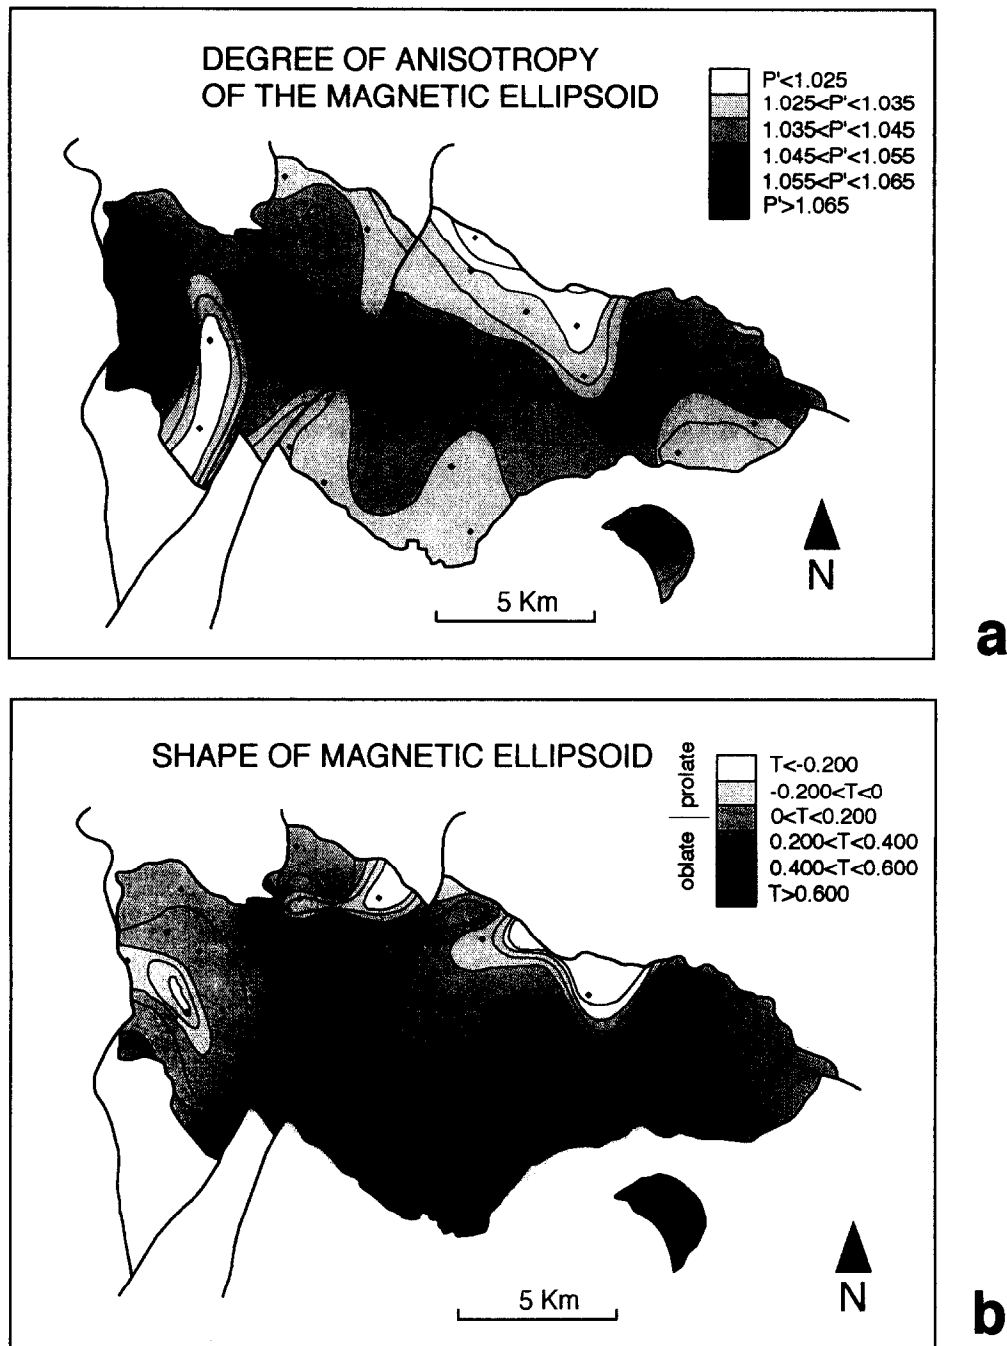 DEGREE OF ANISOTROPY
OF THE MAGNETIC ELLIPSOID
P'<1.025
1.025<P'<1.035
1.035<P'<1.045
1.045<P'<1.055
1.055<P'<1.065
P'>1.065
5 Km
N
a
SHAPE OF MAGNETIC ELLIPSOID
prolate
oblate
T<-0.200
-0.200<T<0
0<T<0.200
0.200<T<0.400
0.400<T<0.600
T>0.600
5 Km
N
b